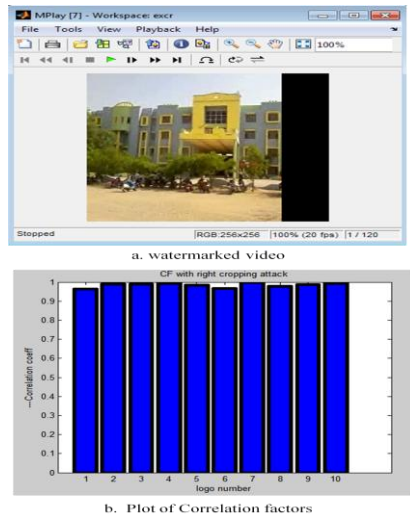 MPlay [7] - Workspace: excr
File Tools View Playback Help
100%
Stopped RGB:256x256 100% (20 fps) 1 / 120
a. watermarked video
CF with right cropping attack
1
0.9
0.8
0.7
0.6
0.5
0.4
0.3
0.2
0.1
0
—Correlation coeff
1 2 3 4 5 6 7 8 9 10
logo number
b. Plot of Correlation factors